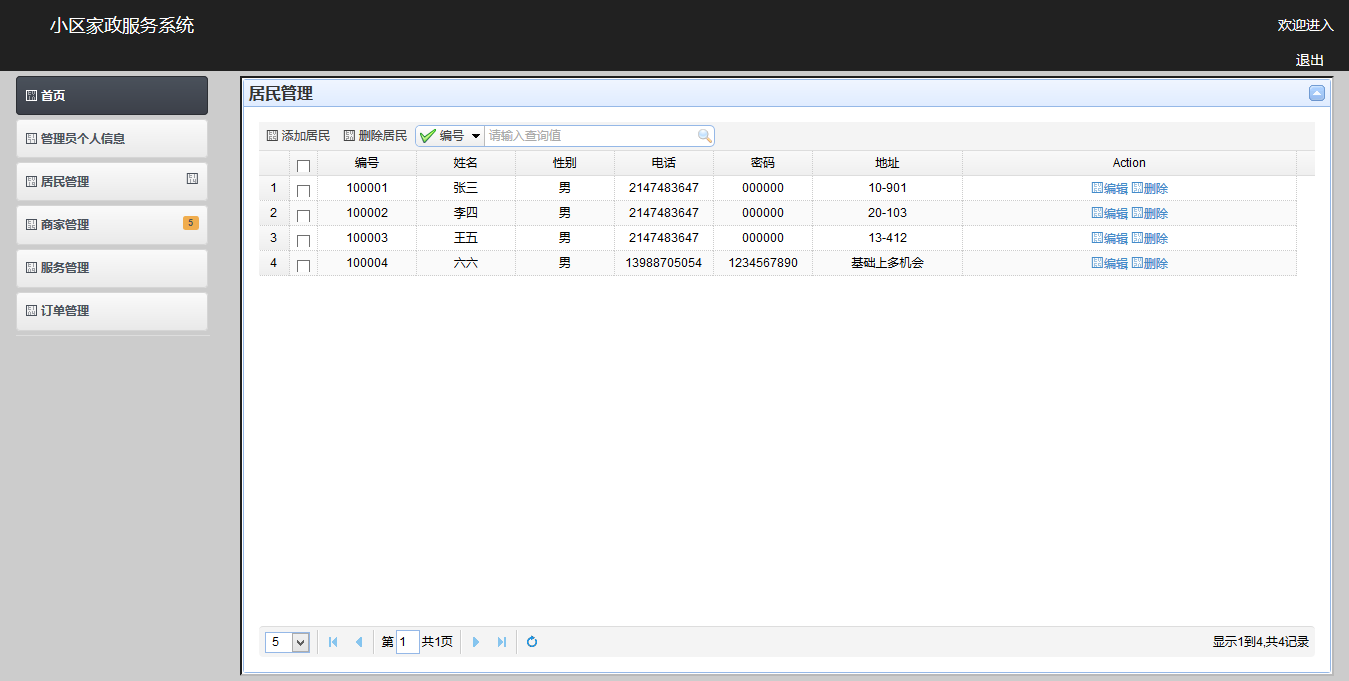 小区家政服务系统
欢迎进入
退出
首页
管理员个人信息
居民管理
商家管理 5
服务管理
订单管理
居民管理
添加居民 删除居民 编号 请输入查询值
编号 姓名 性别 电话 密码 地址 Action
1 100001 张三 男 2147483647 000000 10-901 编辑 删除
2 100002 李四 男 2147483647 000000 20-103 编辑 删除
3 100003 王五 男 2147483647 000000 13-412 编辑 删除
4 100004 六六 男 13988705054 1234567890 基础上多机会 编辑 删除
5 第 1 共1页 显示1到4,共4记录